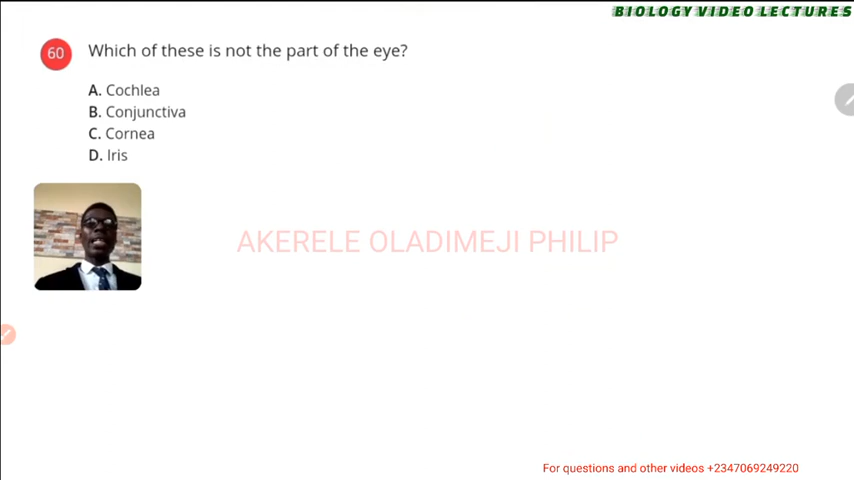 BIOLOGY VIDEO LECTURES
60 Which of these is not the part of the eye?
A. Cochlea
B. Conjunctiva
C. Cornea
D. Iris
AKERELE OLADIMEJI PHILIP
For questions and other videos +2347069249220